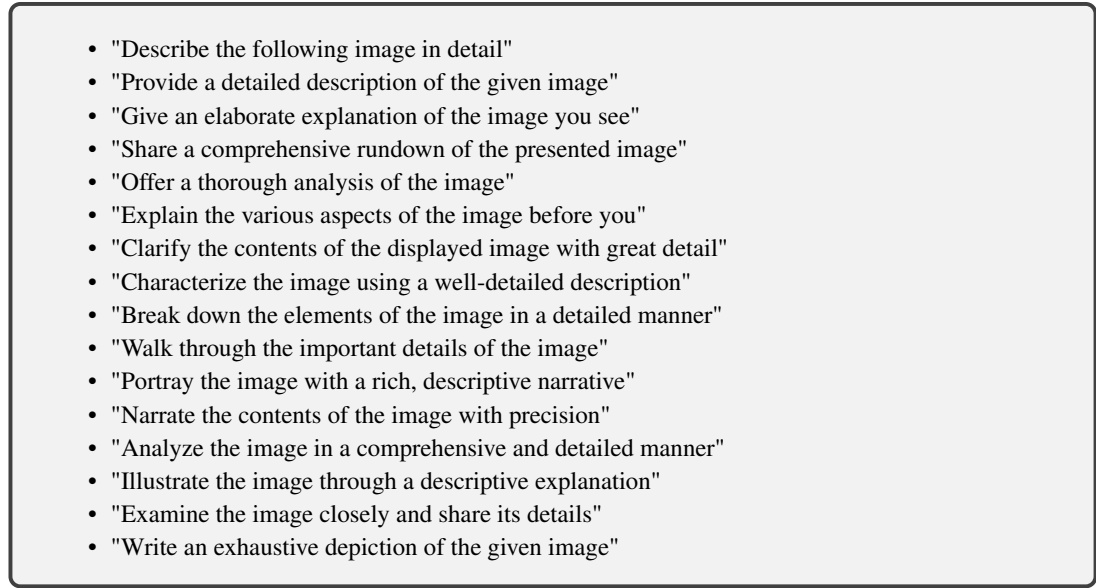 • "Describe the following image in detail"
• "Provide a detailed description of the given image"
• "Give an elaborate explanation of the image you see"
• "Share a comprehensive rundown of the presented image"
• "Offer a thorough analysis of the image"
• "Explain the various aspects of the image before you"
• "Clarify the contents of the displayed image with great detail"
• "Characterize the image using a well-detailed description"
• "Break down the elements of the image in a detailed manner"
• "Walk through the important details of the image"
• "Portray the image with a rich, descriptive narrative"
• "Narrate the contents of the image with precision"
• "Analyze the image in a comprehensive and detailed manner"
• "Illustrate the image through a descriptive explanation"
• "Examine the image closely and share its details"
• "Write an exhaustive depiction of the given image"